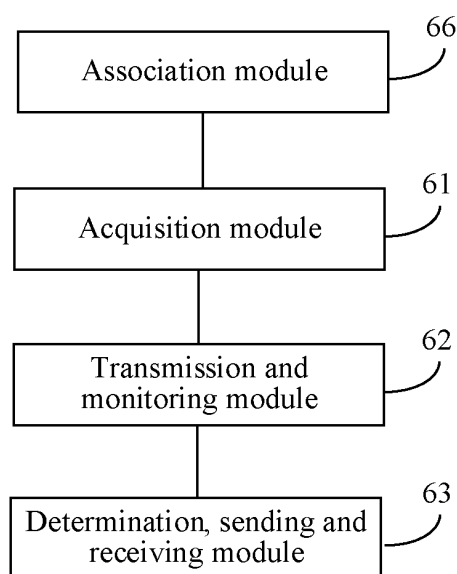 66
Association module
61
Acquisition module
62
Transmission and
monitoring module
63
Determination, sending and
receiving module